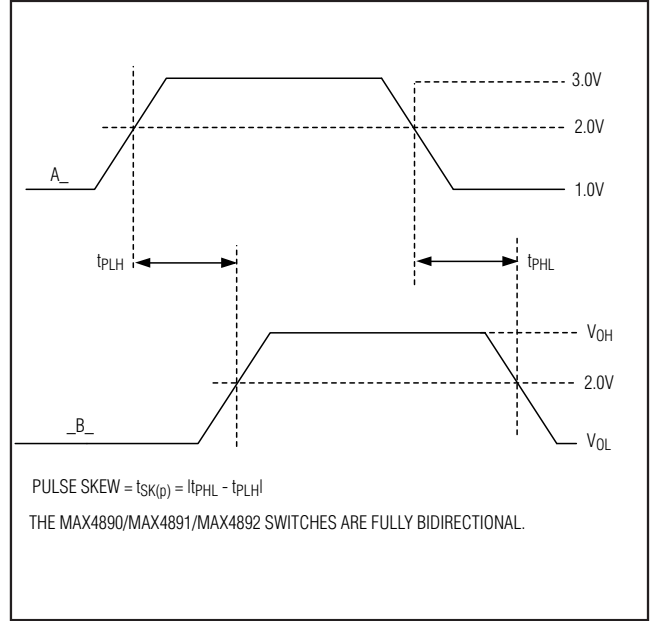 3.0V
2.0V
A_
1.0V
tPLH
tPHL
VOH
2.0V
_B_
VOL
PULSE SKEW = tSK(p) = |tPHL - tPLH|
THE MAX4890/MAX4891/MAX4892 SWITCHES ARE FULLY BIDIRECTIONAL.